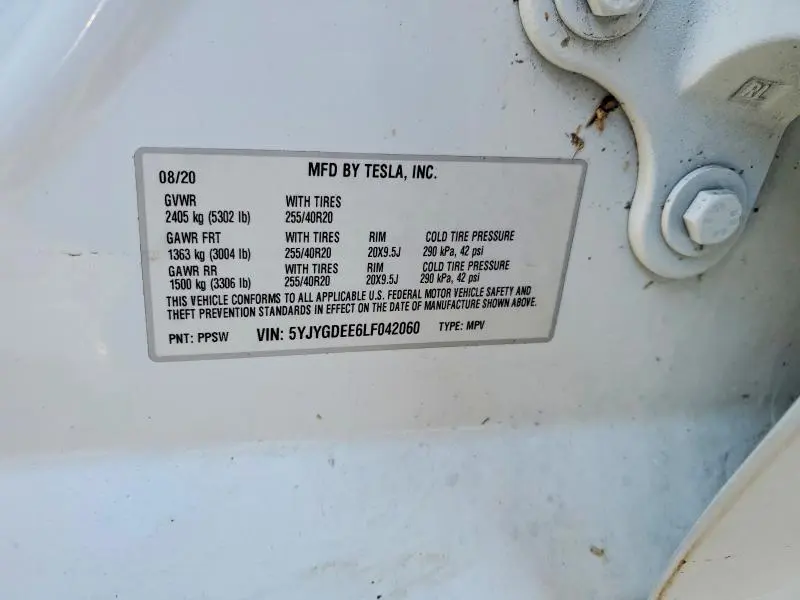 08/20 MFD BY TESLA, INC.
GVWR WITH TIRES
2405 kg (5302 lb) 255/40R20
GAWR FRT WITH TIRES RIM COLD TIRE PRESSURE
1363 kg (3004 lb) 255/40R20 20X9.5J 290 kPa, 42 psi
GAWR RR WITH TIRES RIM COLD TIRE PRESSURE
1500 kg (3306 lb) 255/40R20 20X9.5J 290 kPa, 42 psi
THIS VEHICLE CONFORMS TO ALL APPLICABLE U.S. FEDERAL MOTOR VEHICLE SAFETY AND
THEFT PREVENTION STANDARDS IN EFFECT ON THE DATE OF MANUFACTURE SHOWN ABOVE.
PNT: PPSW VIN: 5YJYGDEE6LF042060 TYPE: MPV
RL